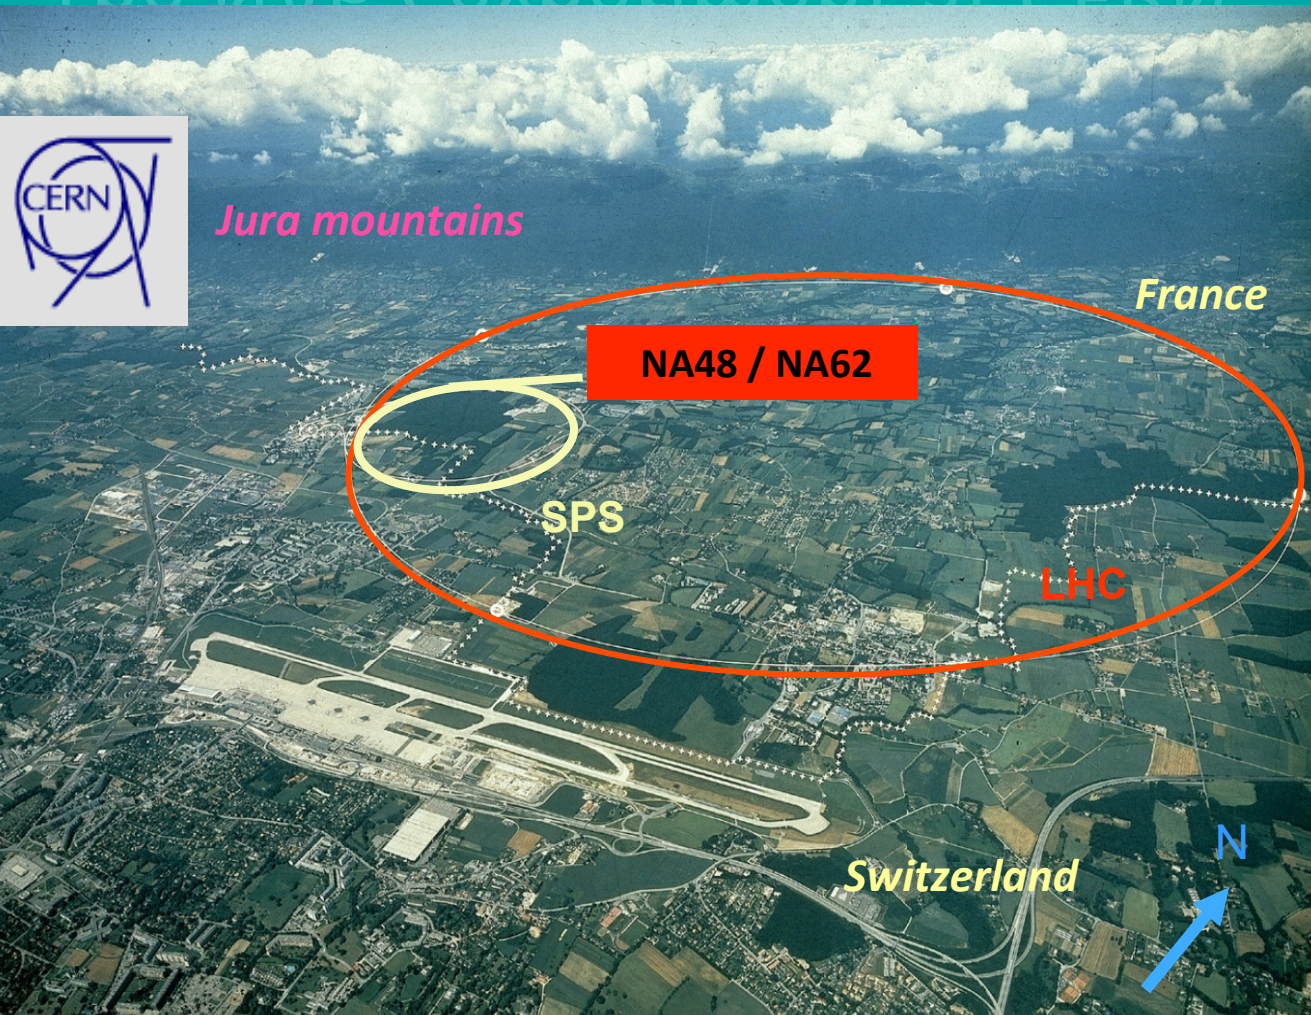 CERN
Jura mountains
France
NA48 / NA62
SPS
LHC
N
Switzerland